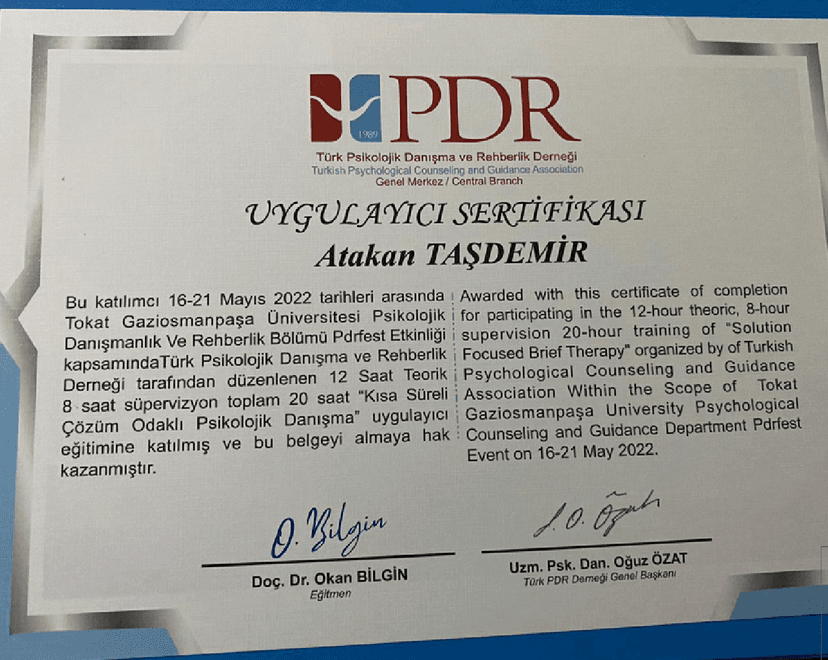 1989
PDR
Türk Psikolojik Danışma ve Rehberlik Derneği
Turkish Psychological Counseling and Guidance Association
Genel Merkez / Central Branch
UYGULAYICI SERTİFİKASI
Atakan TAŞDEMİR
Bu katılımcı 16-21 Mayıs 2022 tarihleri arasında
Tokat Gaziosmanpaşa Üniversitesi Psikolojik
Danışmanlık Ve Rehberlik Bölümü Pdrfest Etkinliği
kapsamındaTürk Psikolojik Danışma ve Rehberlik
Derneği tarafından düzenlenen 12 Saat Teorik
8 saat süpervizyon toplam 20 saat "Kısa Süreli
Çözüm Odaklı Psikolojik Danışma" uygulayıcı
eğitimine katılmış ve bu belgeyi almaya hak
kazanmıştır.
Awarded with this certificate of completion
for participating in the 12-hour theoric, 8-hour
supervision 20-hour training of "Solution
Focused Brief Therapy" organized by of Turkish
Psychological Counseling and Guidance
Association Within the Scope of Tokat
Gaziosmanpaşa University Psychological
Counseling and Guidance Department Pdrfest
Event on 16-21 May 2022.
O. Bilgin
Doç. Dr. Okan BİLGİN
Eğitmen
Uzm. Psk. Dan. Oğuz ÖZAT
Türk PDR Derneği Genel Başkanı